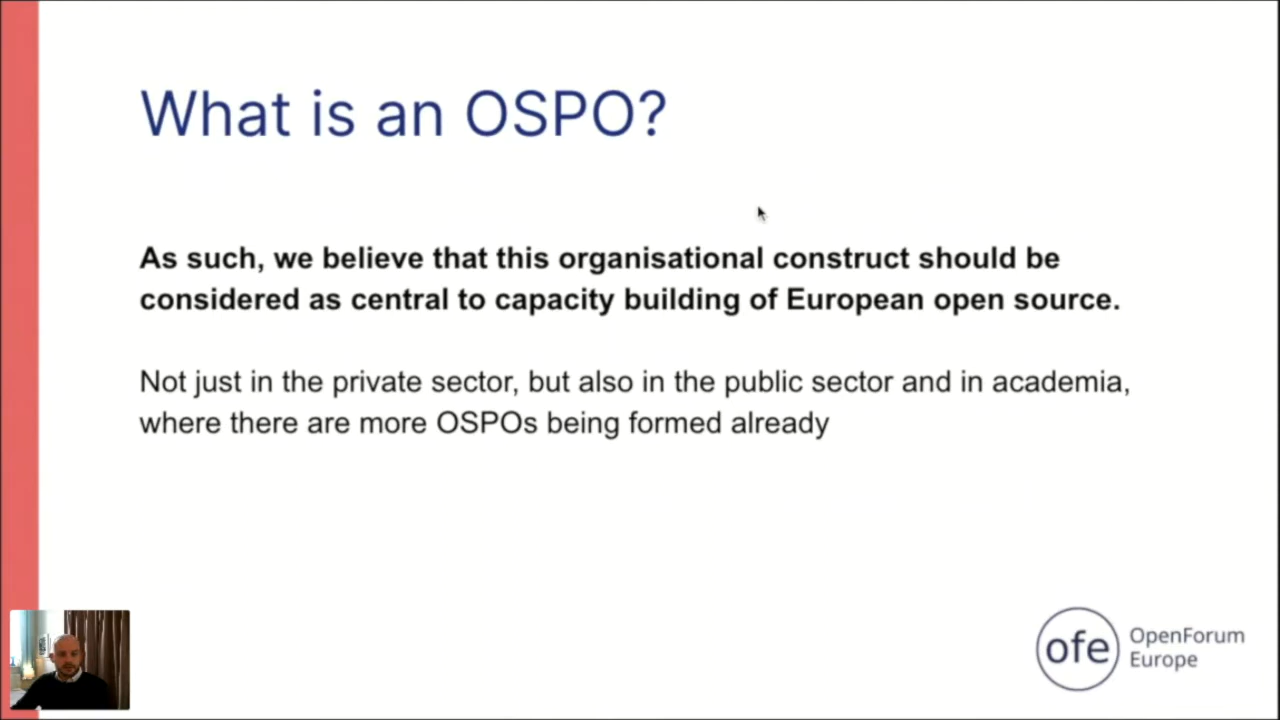 What is an OSPO?
As such, we believe that this organisational construct should be
considered as central to capacity building of European open source.
Not just in the private sector, but also in the public sector and in academia,
where there are more OSPOs being formed already
ofe OpenForum
Europe